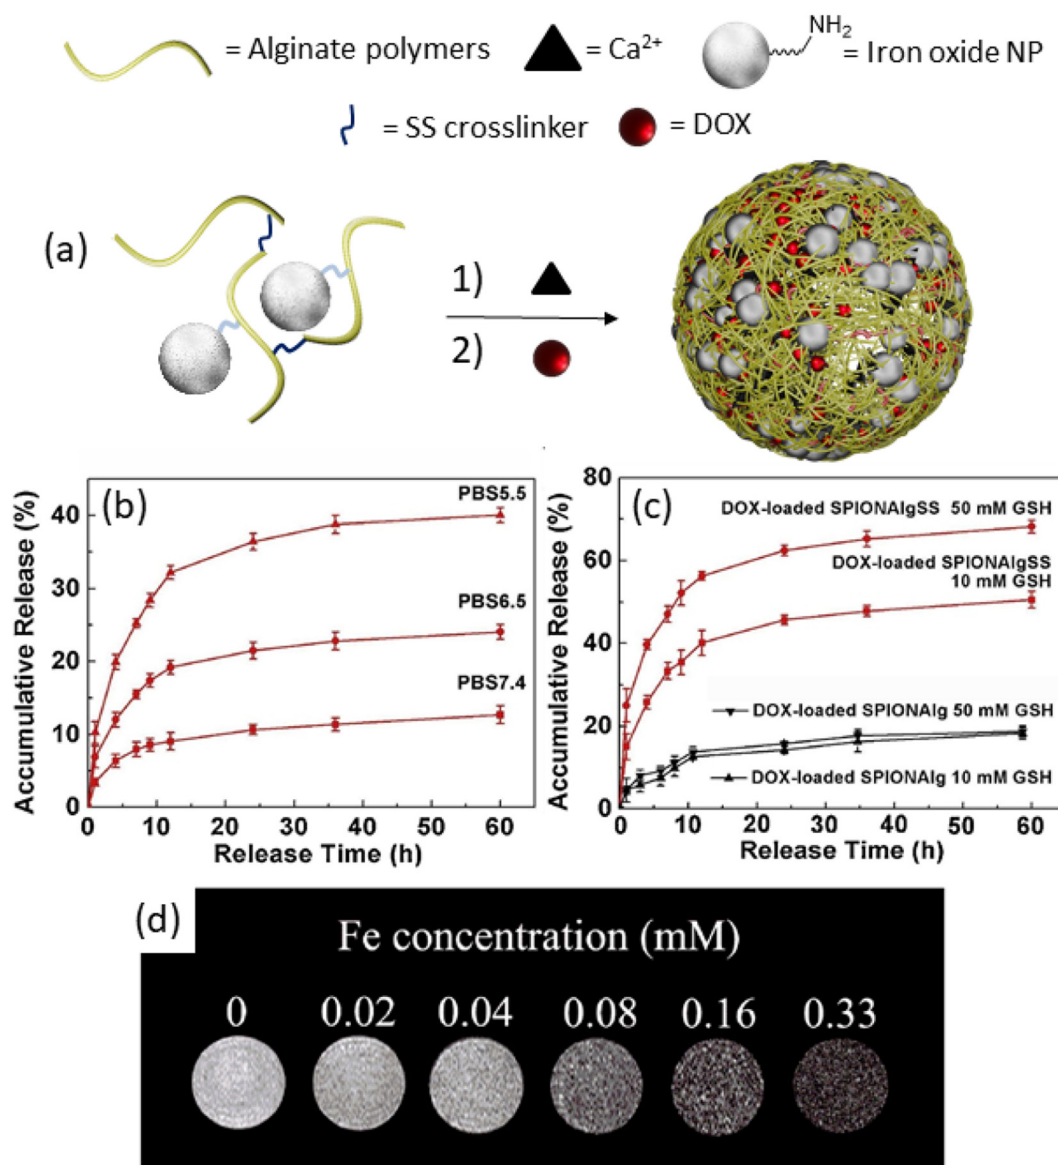 = Alginate polymers
= Ca2+
NH2
= Iron oxide NP
= SS crosslinker
= DOX
(a)
1)
2)
(b)
Accumulative Release (%)
40
30
20
10
0
PBS5.5
PBS6.5
PBS7.4
0 10 20 30 40 50 60
Release Time (h)
(c)
Accumulative Release (%)
80
60
40
20
0
DOX-loaded SPIONAlgSS 50 mM GSH
DOX-loaded SPIONAlgSS
10 mM GSH
DOX-loaded SPIONAlg 50 mM GSH
DOX-loaded SPIONAlg 10 mM GSH
0 10 20 30 40 50 60
Release Time (h)
(d)
Fe concentration (mM)
0 0.02 0.04 0.08 0.16 0.33